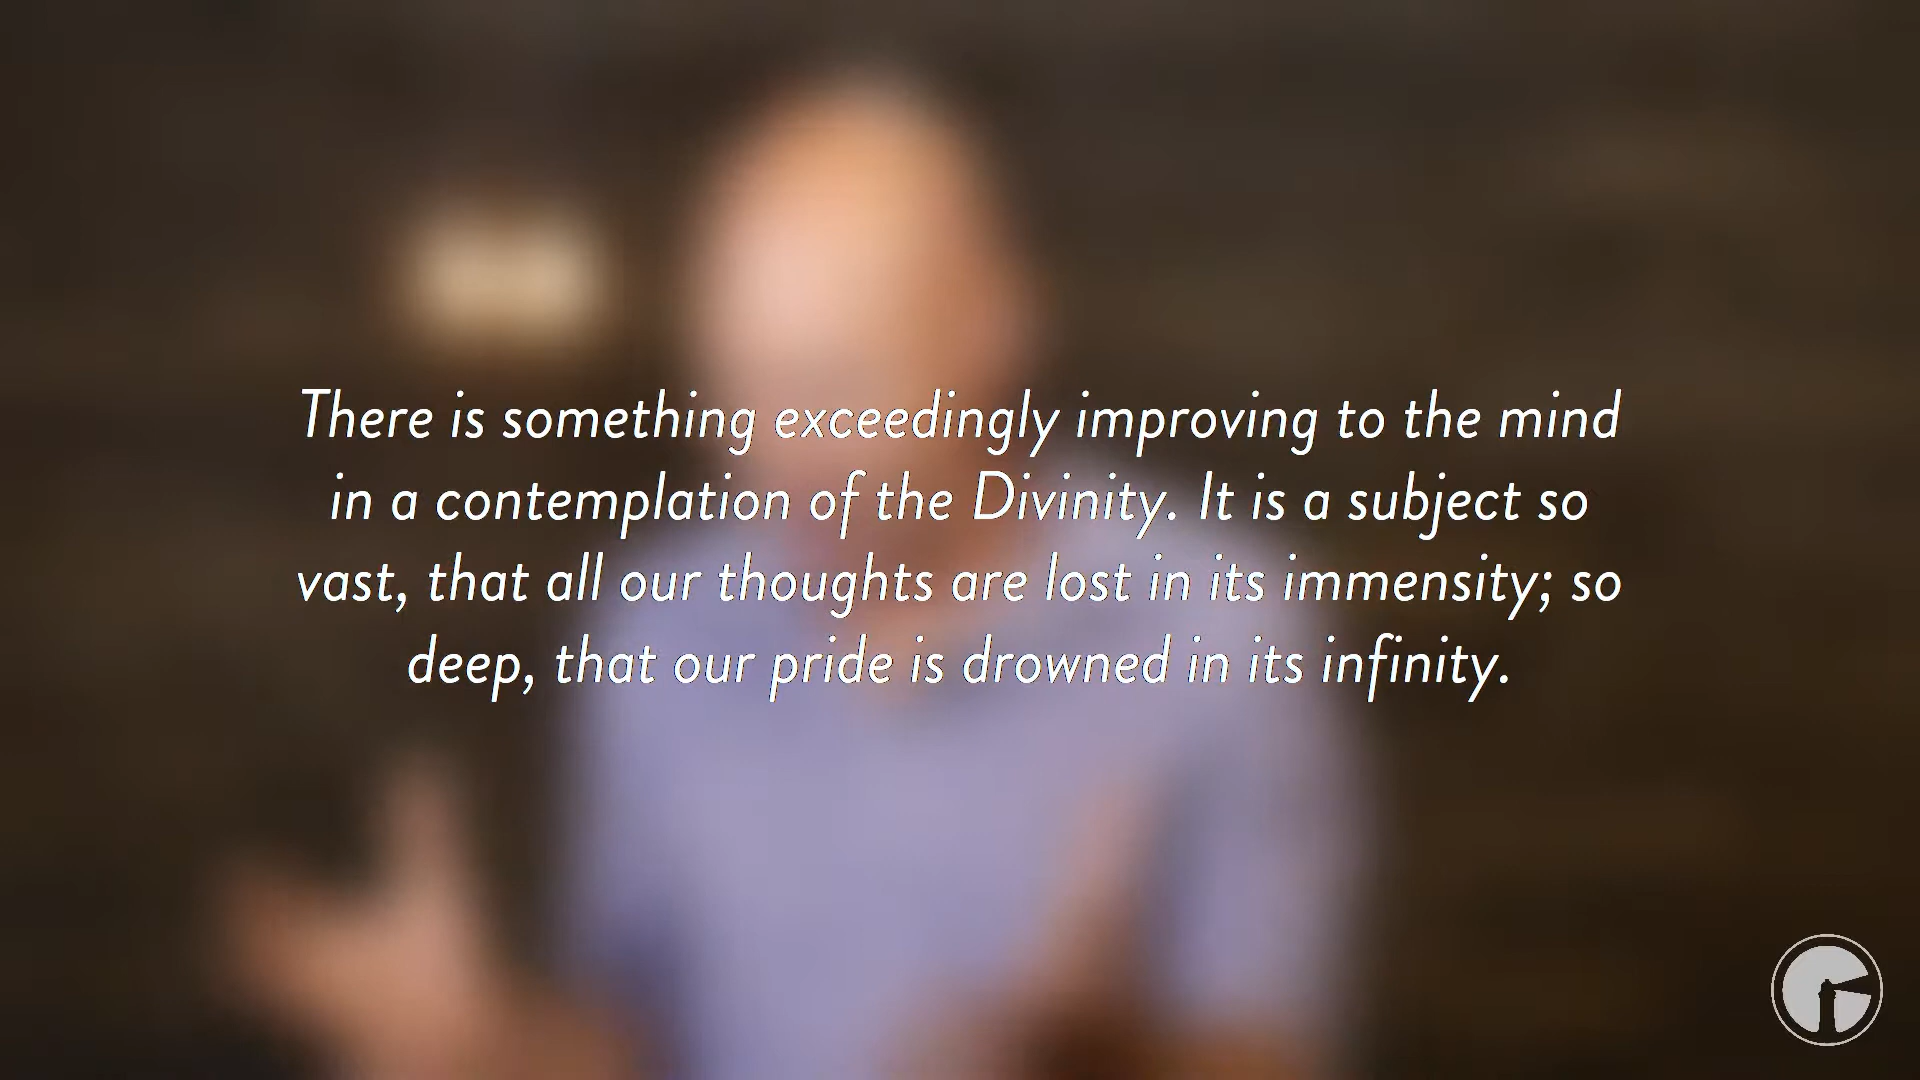 There is something exceedingly improving to the mind
in a contemplation of the Divinity. It is a subject so
vast, that all our thoughts are lost in its immensity; so
deep, that our pride is drowned in its infinity.